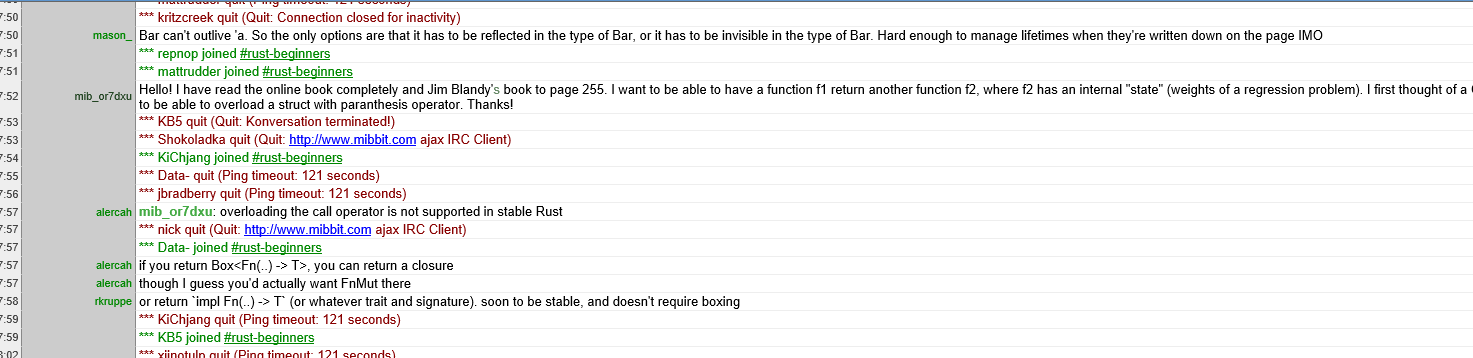 mattrudder quit (Ping timeout: 121 seconds)
7:50 *** kritzcreek quit (Quit: Connection closed for inactivity)
7:50 mason_ Bar can't outlive 'a. So the only options are that it has to be reflected in the type of Bar, or it has to be invisible in the type of Bar. Hard enough to manage lifetimes when they're written down on the page IMO
7:51 *** repnop joined #rust-beginners
7:51 *** mattrudder joined #rust-beginners
7:52 mib_or7dxu Hello! I have read the online book completely and Jim Blandy's book to page 255. I want to be able to have a function f1 return another function f2, where f2 has an internal "state" (weights of a regression problem). I first thought of a
to be able to overload a struct with paranthesis operator. Thanks!
7:53 *** KB5 quit (Quit: Konversation terminated!)
7:53 *** Shokoladka quit (Quit: http://www.mibbit.com ajax IRC Client)
7:54 *** KiChjang joined #rust-beginners
7:55 *** Data- quit (Ping timeout: 121 seconds)
7:56 *** jbradberry quit (Ping timeout: 121 seconds)
7:57 alercah mib_or7dxu: overloading the call operator is not supported in stable Rust
7:57 *** nick quit (Quit: http://www.mibbit.com ajax IRC Client)
7:57 *** Data- joined #rust-beginners
7:57 alercah if you return Box<Fn(..) -> T>, you can return a closure
7:57 alercah though I guess you'd actually want FnMut there
7:58 rkruppe or return `impl Fn(..) -> T` (or whatever trait and signature). soon to be stable, and doesn't require boxing
7:59 *** KiChjang quit (Ping timeout: 121 seconds)
7:59 *** KB5 joined #rust-beginners
3:02 *** xjinotulp quit (Ping timeout: 121 seconds)